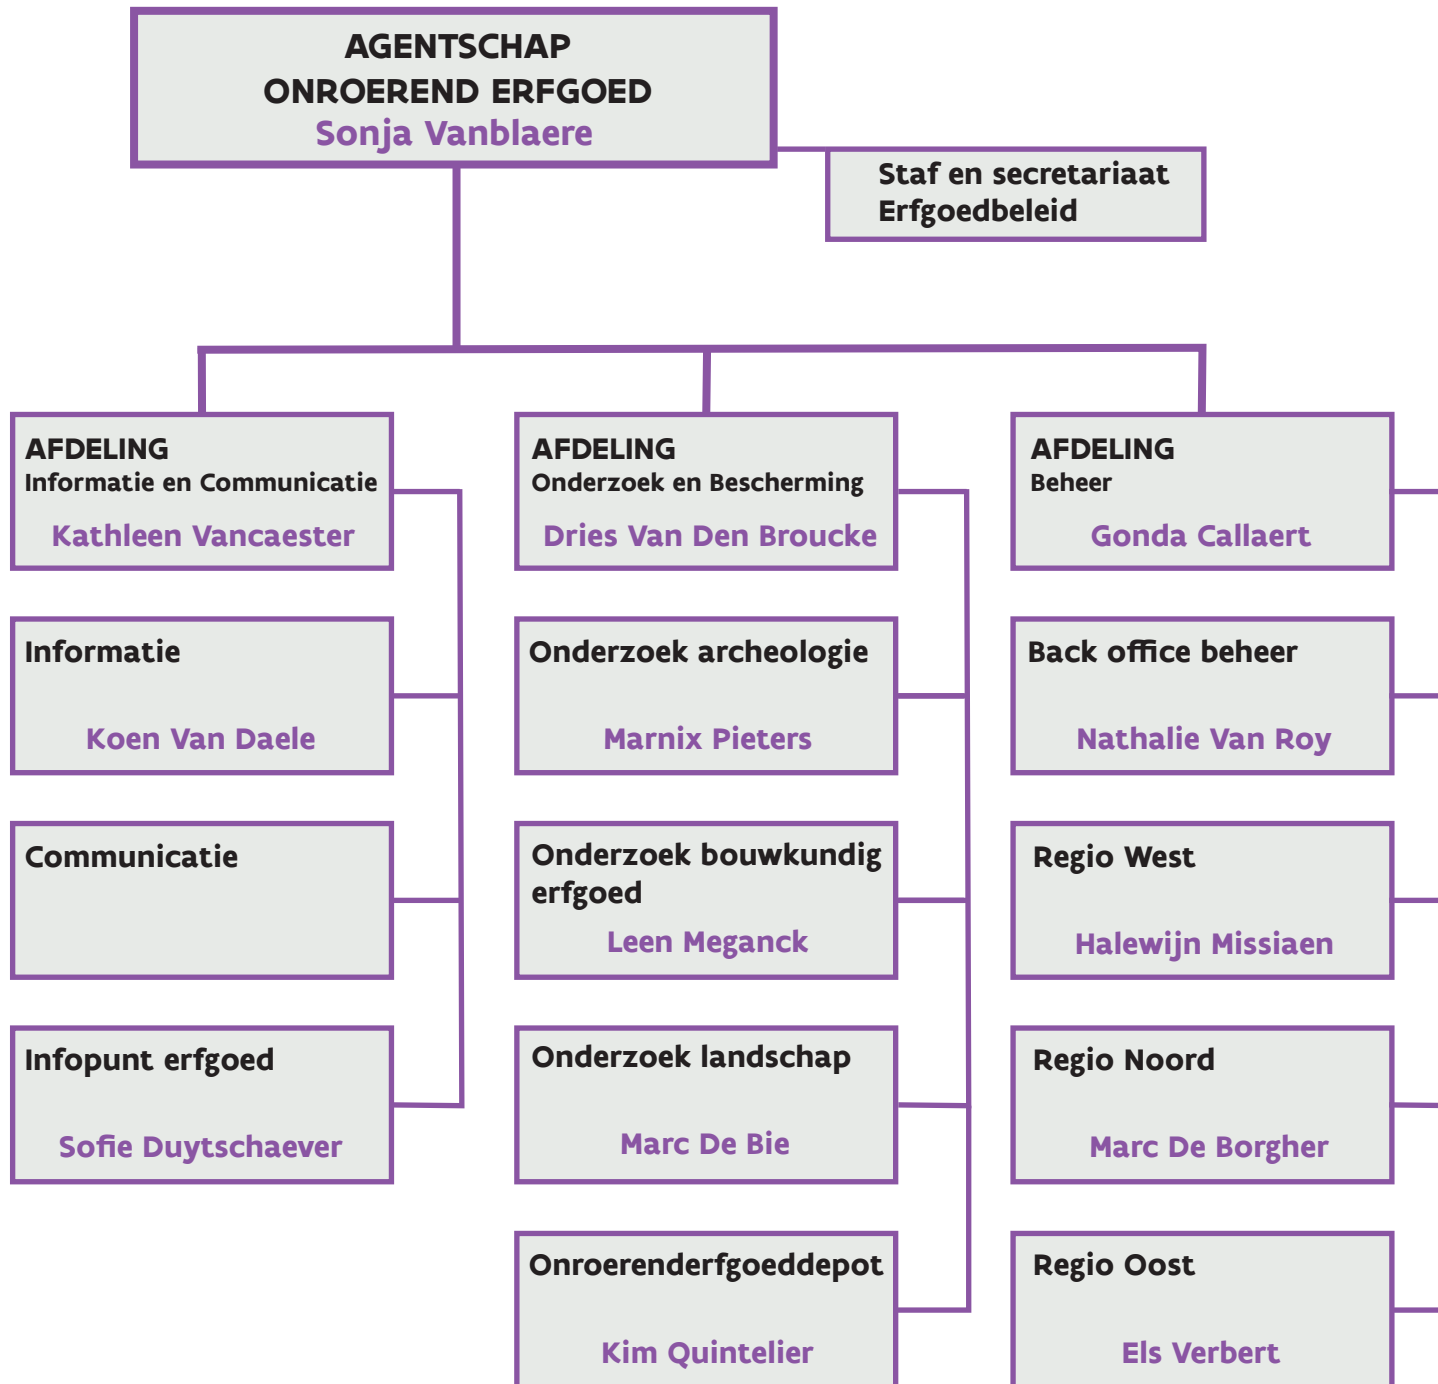 AGENTSCHAP
ONROEREND ERFGOED
Sonja Vanblaere
Staf en secretariaat
Erfgoedbeleid
AFDELING
Informatie en Communicatie
Kathleen Vancaester
Informatie
Koen Van Daele
Communicatie
Infopunt erfgoed
Sofie Duytschaever
AFDELING
Onderzoek en Bescherming
Dries Van Den Broucke
Onderzoek archeologie
Marnix Pieters
Onderzoek bouwkundig
erfgoed
Leen Meganck
Onderzoek landschap
Marc De Bie
Onroerenderfgoeddepot
Kim Quintelier
AFDELING
Beheer
Gonda Callaert
Back office beheer
Nathalie Van Roy
Regio West
Halewijn Missiaen
Regio Noord
Marc De Borgher
Regio Oost
Els Verbert